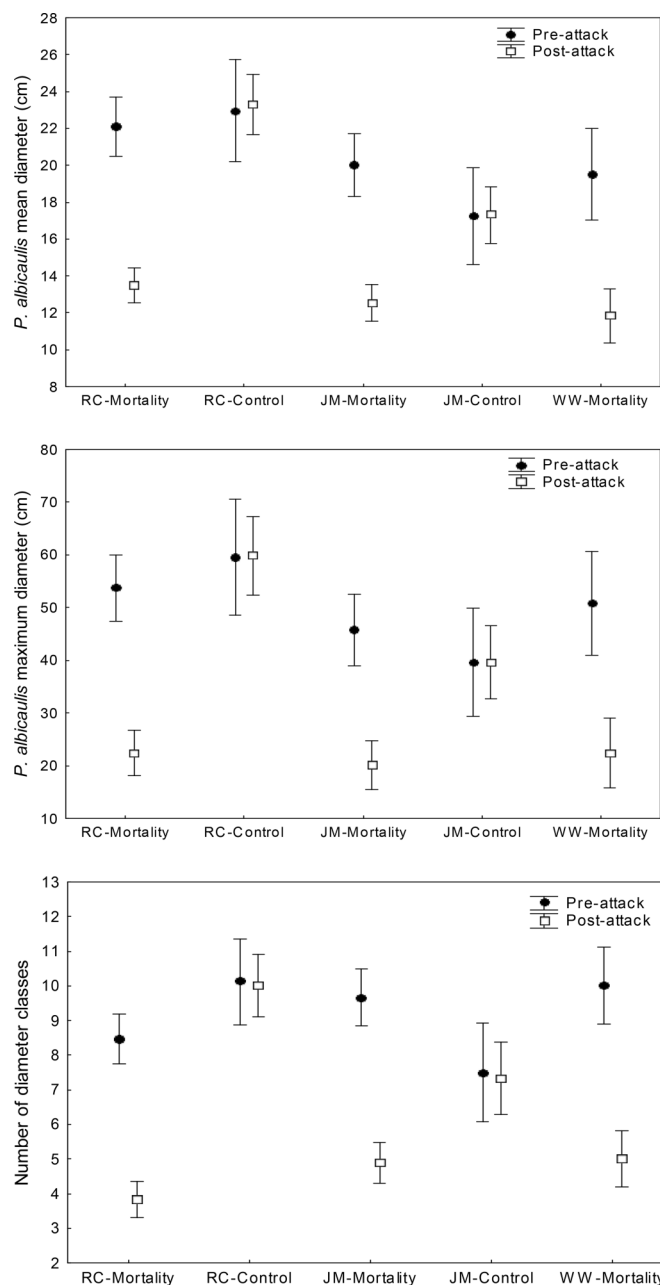 28
26
24
22
20
18
16
14
12
10
8
P. albicaulis mean diameter (cm)
Pre-attack
Post-attack
RC-Mortality RC-Control JM-Mortality JM-Control WW-Mortality
80
70
60
50
40
30
20
10
P. albicaulis maximum diameter (cm)
Pre-attack
Post-attack
RC-Mortality RC-Control JM-Mortality JM-Control WW-Mortality
13
12
11
10
9
8
7
6
5
4
3
2
Number of diameter classes
Pre-attack
Post-attack
RC-Mortality RC-Control JM-Mortality JM-Control WW-Mortality